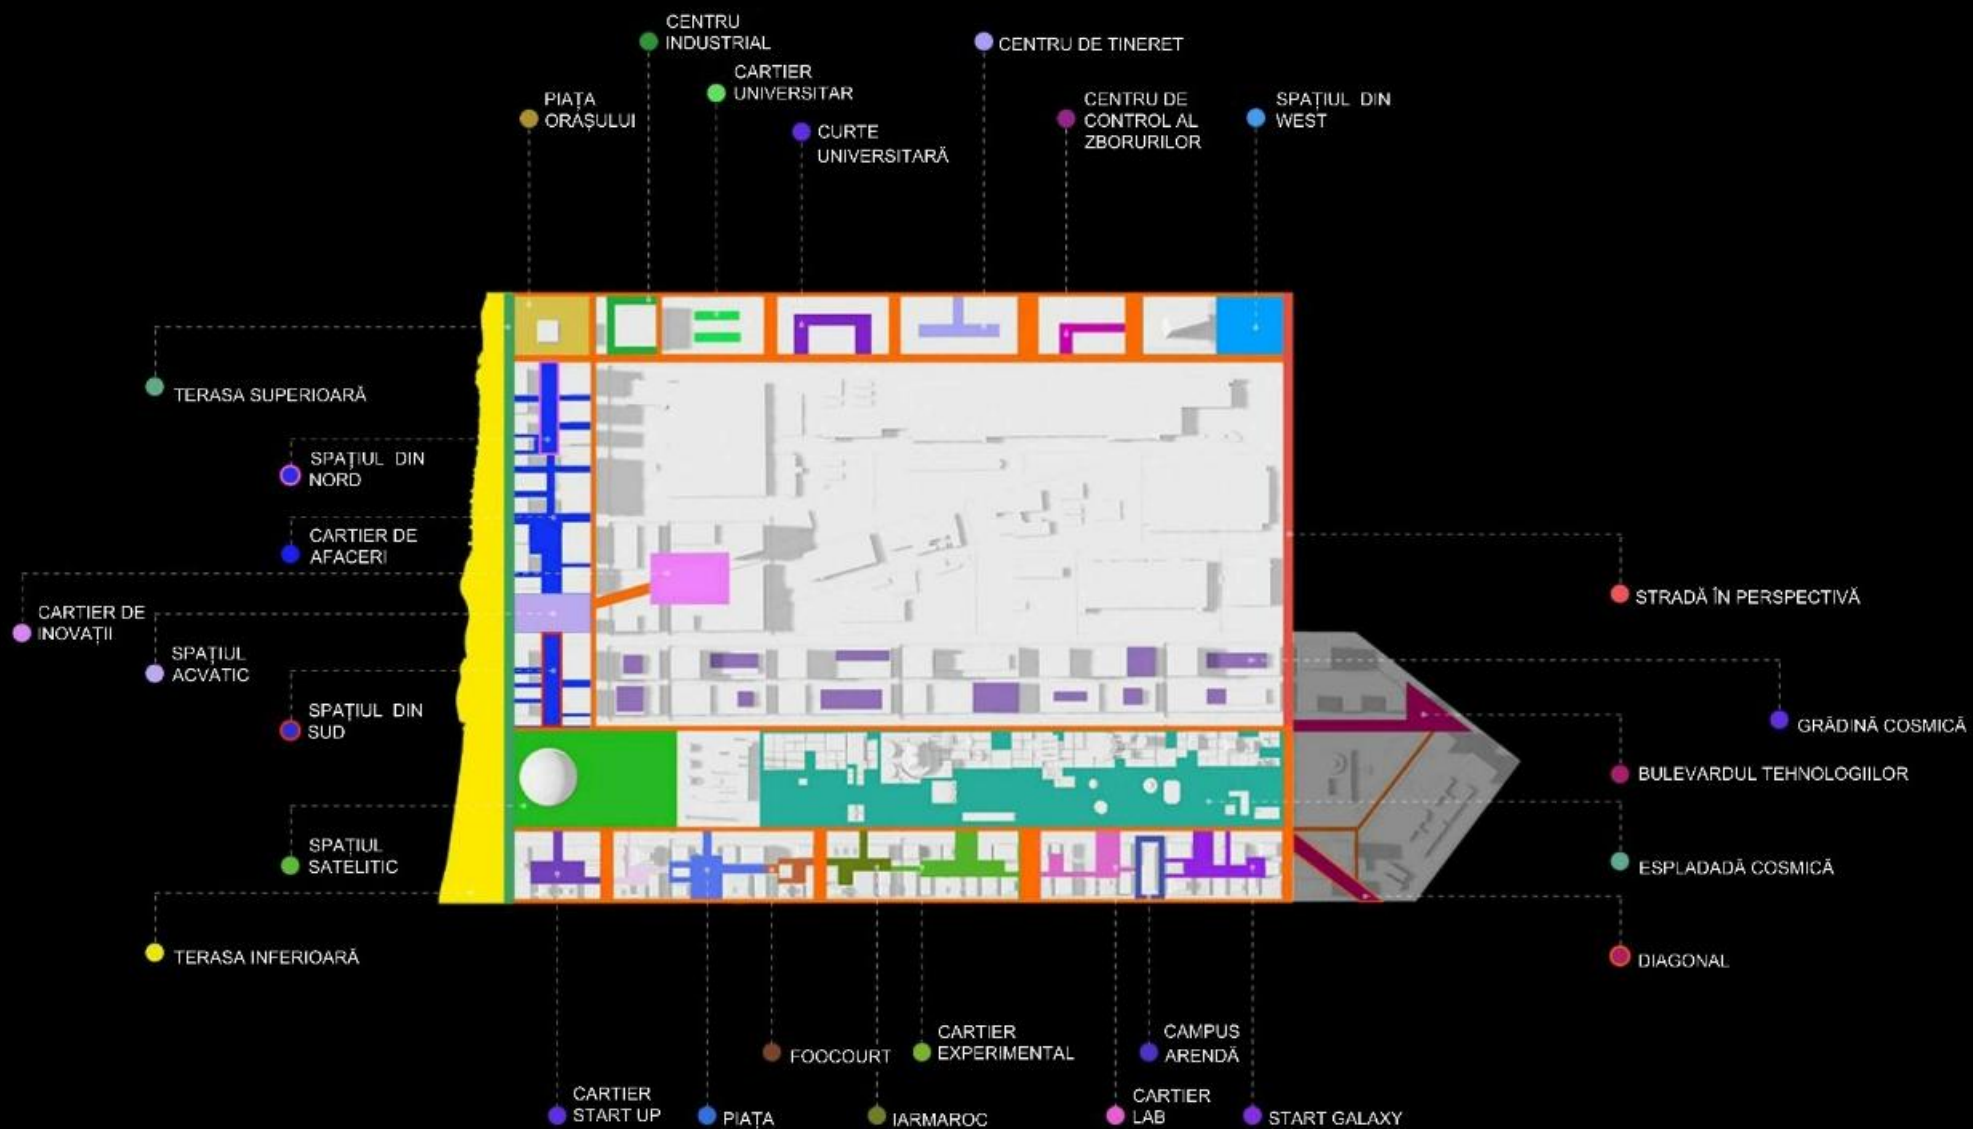 CENTRU
INDUSTRIAL
CENTRU DE TINERET
CARTIER
UNIVERSITAR
PIAȚA
ORAȘULUI
CENTRU DE
CONTROL AL
ZBORURILOR
SPAȚIUL DIN
WEST
CURTE
UNIVERSITARĂ
TERASA SUPERIOARĂ
SPAȚIUL DIN
NORD
CARTIER DE
AFACERI
CARTIER DE
INOVAȚII
SPAȚIUL
ACVATIC
SPAȚIUL DIN
SUD
SPAȚIUL
SATELITIC
TERASA INFERIOARĂ
STRADĂ ÎN PERSPECTIVĂ
GRĂDINĂ COSMICĂ
BULEVARDUL TEHNOLOGIILOR
ESPLADADĂ COSMICĂ
DIAGONAL
FOOCOURT
CARTIER
EXPERIMENTAL
CAMPUS
ARENDĂ
CARTIER
START UP
PIAȚA
IARMAROC
CARTIER
LAB
START GALAXY